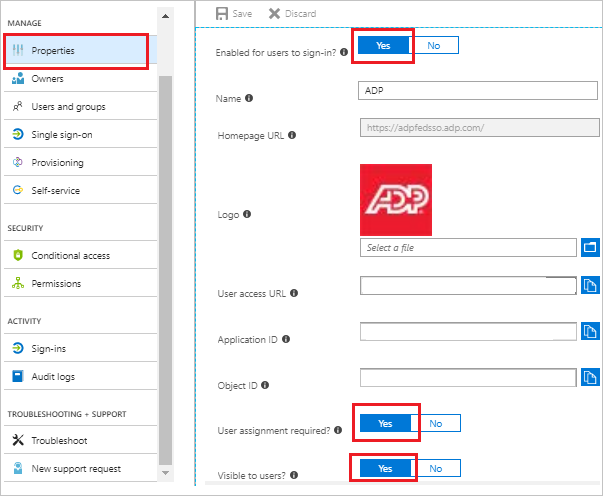 MANAGE
Properties
Owners
Users and groups
Single sign-on
Provisioning
Self-service
SECURITY
Conditional access
Permissions
ACTIVITY
Sign-ins
Audit logs
TROUBLESHOOTING + SUPPORT
Troubleshoot
New support request
Save Discard
Enabled for users to sign-in? Yes No
Name ADP
Homepage URL https://adpfedsso.adp.com/
Logo ADP
Select a file
User access URL
Application ID
Object ID
User assignment required? Yes No
Visible to users? Yes No